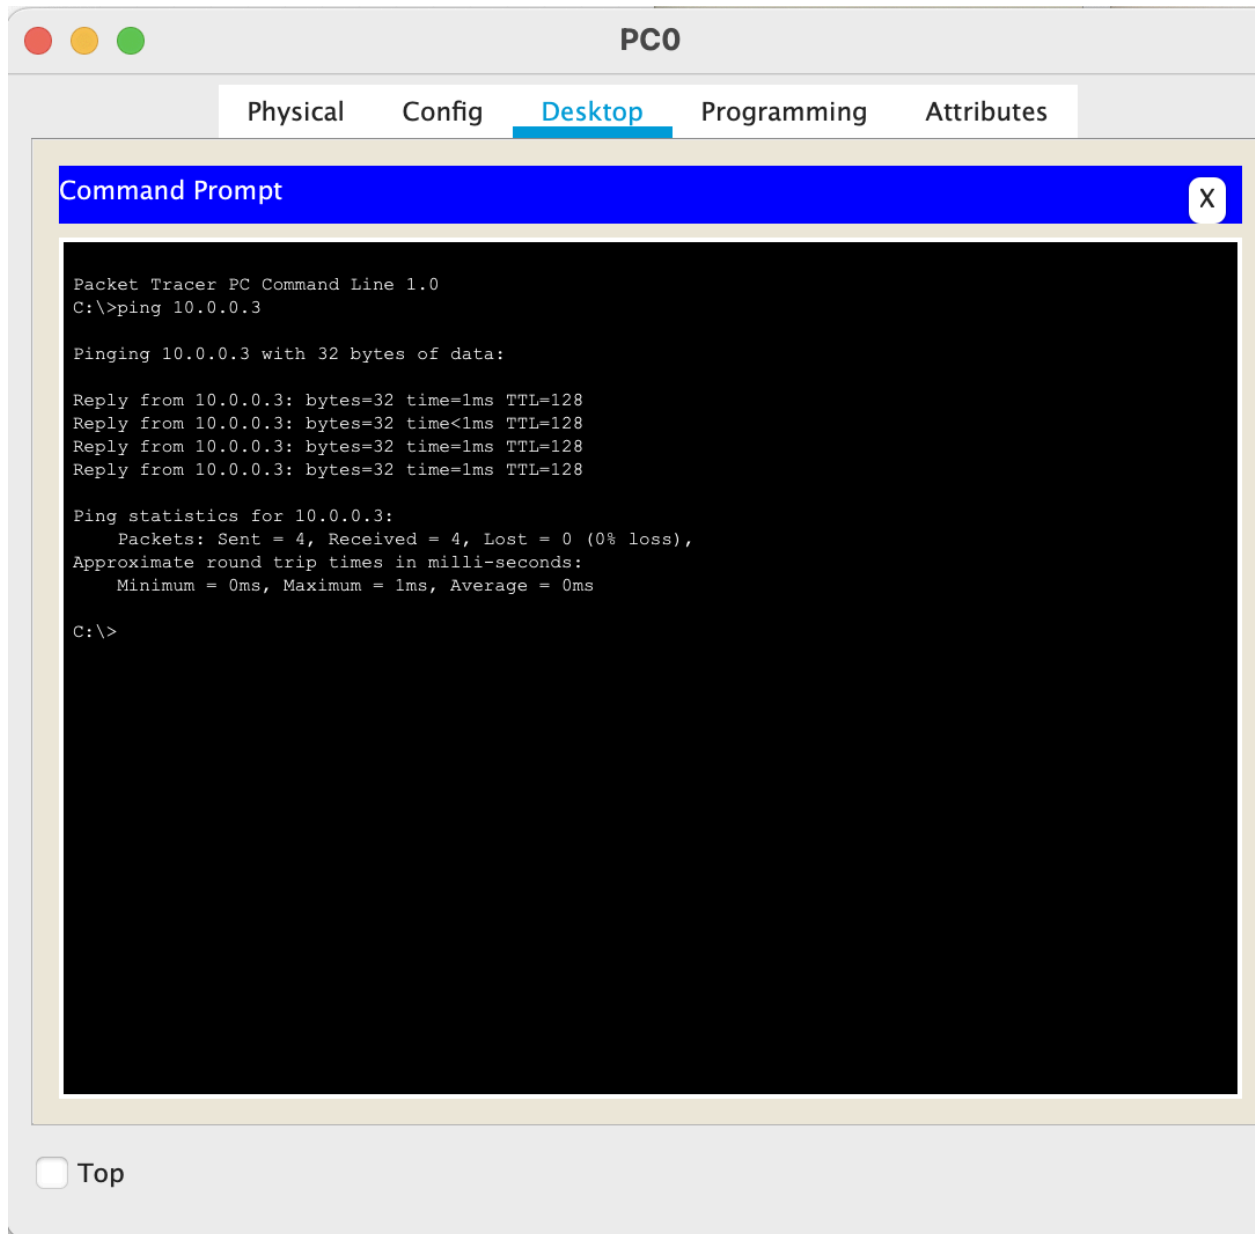 PC0
Physical Config Desktop Programming Attributes
Command Prompt
X
Packet Tracer PC Command Line 1.0
C:\>ping 10.0.0.3
Pinging 10.0.0.3 with 32 bytes of data:
Reply from 10.0.0.3: bytes=32 time=1ms TTL=128
Reply from 10.0.0.3: bytes=32 time<1ms TTL=128
Reply from 10.0.0.3: bytes=32 time=1ms TTL=128
Reply from 10.0.0.3: bytes=32 time=1ms TTL=128
Ping statistics for 10.0.0.3:
Packets: Sent = 4, Received = 4, Lost = 0 (0% loss),
Approximate round trip times in milli-seconds:
Minimum = 0ms, Maximum = 1ms, Average = 0ms
C:\>
Top